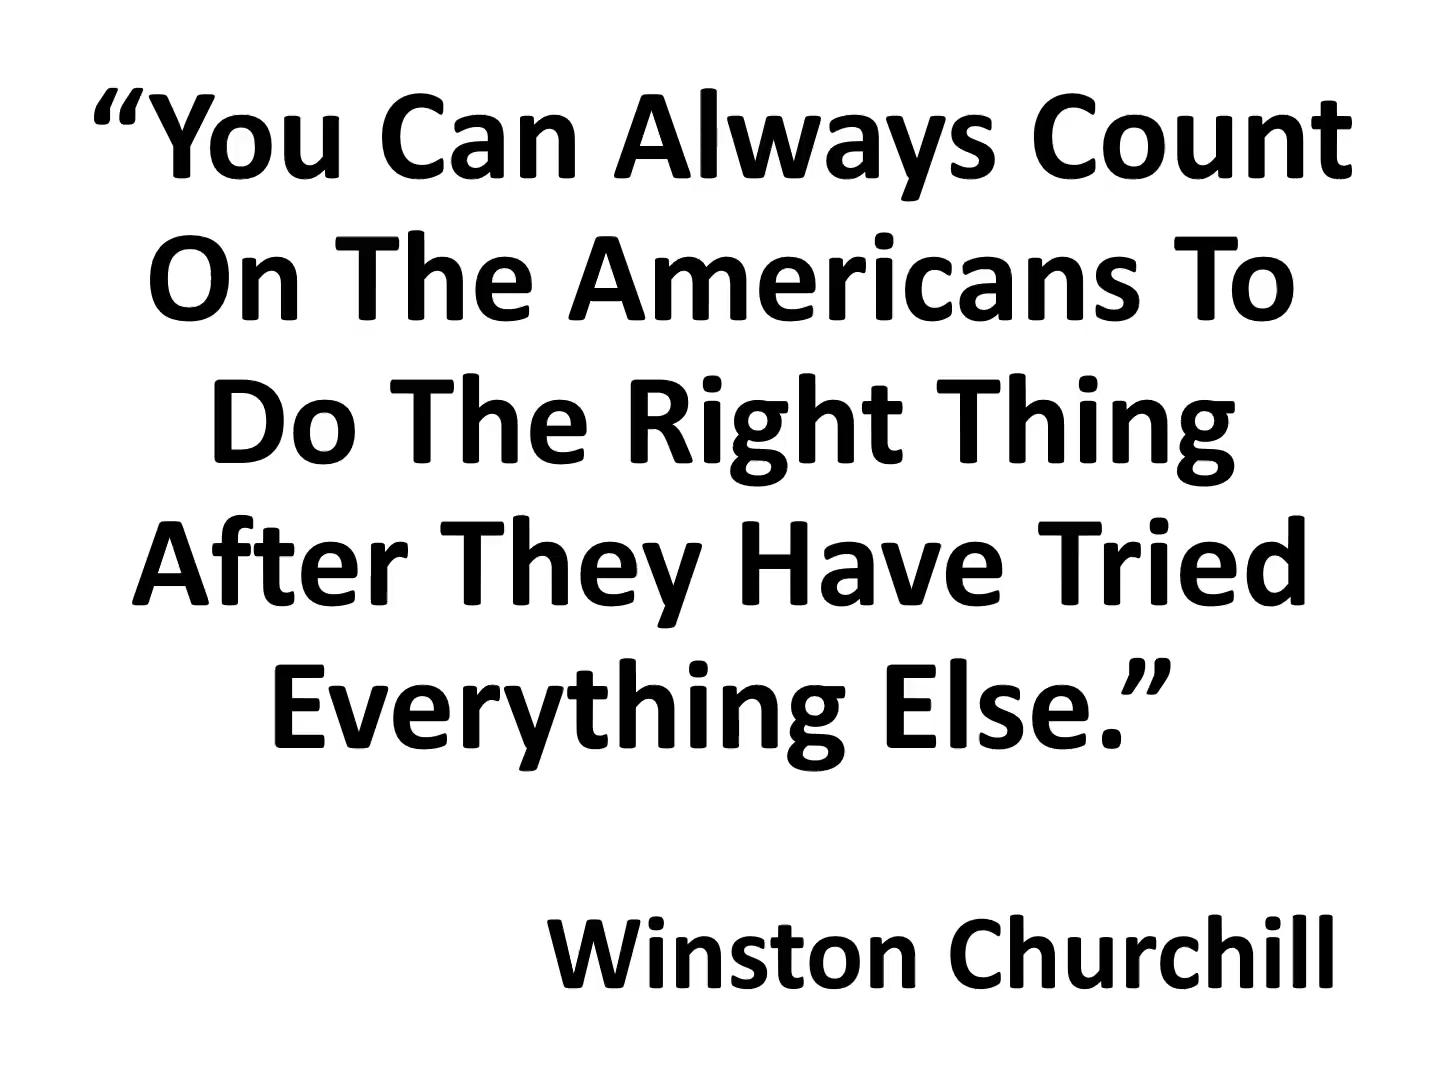 “You Can Always Count
On The Americans To
Do The Right Thing
After They Have Tried
Everything Else.”
Winston Churchill